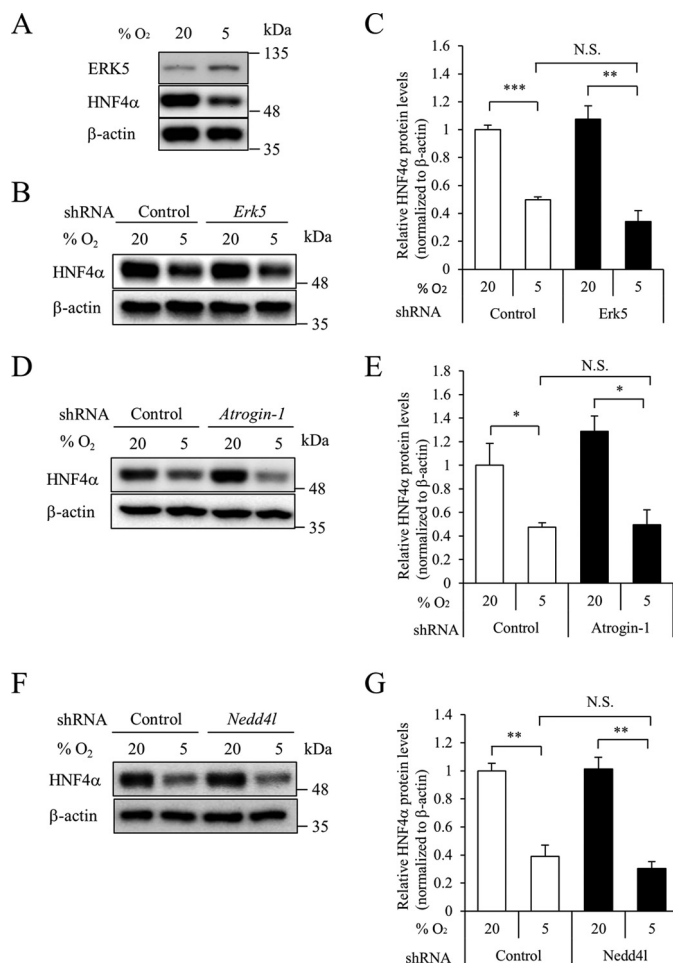 A
% O₂ 20 5 kDa
135
ERK5
HNF4α
48
β-actin
35
B
shRNA Control Erk5
% O₂ 20 5 20 5 kDa
HNF4α
48
β-actin
35
C
Relative HNF4α protein levels
(normalized to β-actin)
1.6
1.4
1.2
1
0.8
0.6
0.4
0.2
0
N.S.
*** **
% O₂ 20 5 20 5
shRNA Control Erk5
D
shRNA Control Atrogin-1
% O₂ 20 5 20 5 kDa
HNF4α
48
β-actin
35
E
Relative HNF4α protein levels
(normalized to β-actin)
1.8
1.6
1.4
1.2
1
0.8
0.6
0.4
0.2
0
N.S.
* *
% O₂ 20 5 20 5
shRNA Control Atrogin-1
F
shRNA Control Nedd4l
% O₂ 20 5 20 5 kDa
HNF4α
48
β-actin
35
G
Relative HNF4α protein levels
(normalized to β-actin)
1.4
1.2
1
0.8
0.6
0.4
0.2
0
N.S.
** **
% O₂ 20 5 20 5
shRNA Control Nedd4l